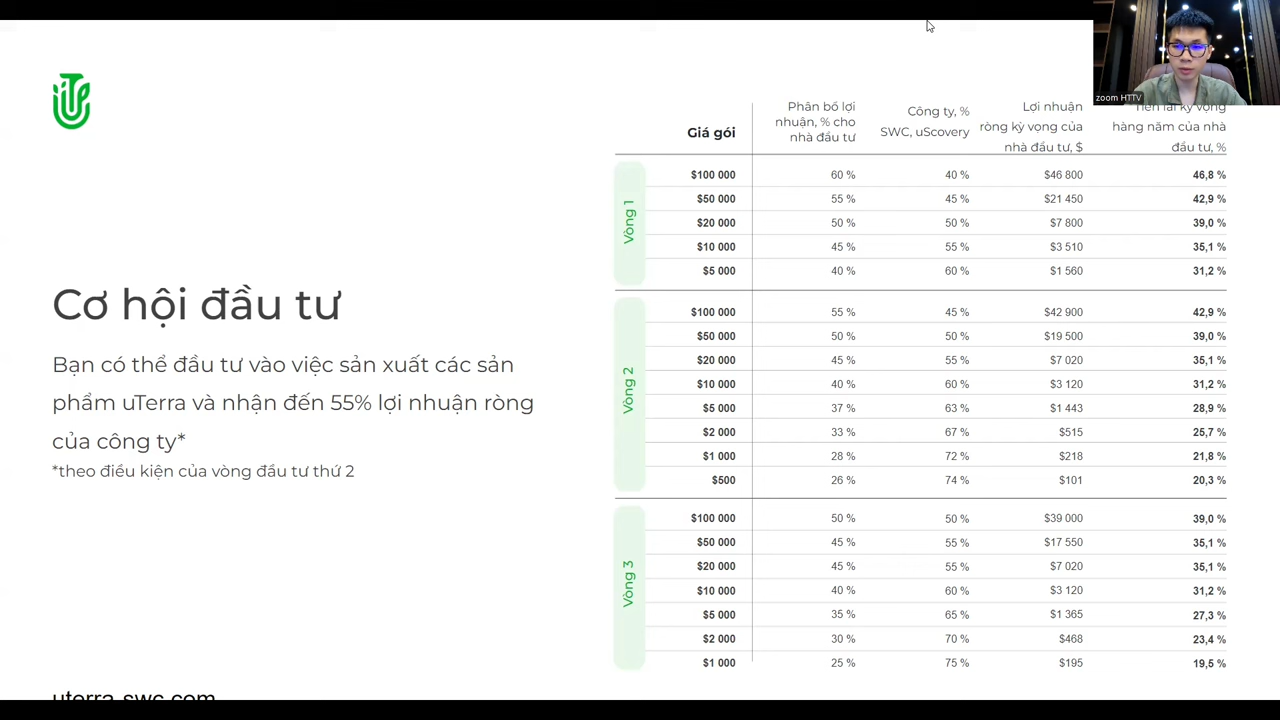 zoom HTTV
Giá gói
Phân bổ lợi
nhuận, % cho
nhà đầu tư
Công ty, %
SWC, uScovery
Lợi nhuận
ròng kỳ vọng của
nhà đầu tư, $
Tiền lãi kỳ vọng
hàng năm của nhà
đầu tư, %
Vòng 1
$100 000 60 % 40 % $46 800 46,8 %
$50 000 55 % 45 % $21 450 42,9 %
$20 000 50 % 50 % $7 800 39,0 %
$10 000 45 % 55 % $3 510 35,1 %
$5 000 40 % 60 % $1 560 31,2 %
Vòng 2
$100 000 55 % 45 % $42 900 42,9 %
$50 000 50 % 50 % $19 500 39,0 %
$20 000 45 % 55 % $7 020 35,1 %
$10 000 40 % 60 % $3 120 31,2 %
$5 000 37 % 63 % $1 443 28,9 %
$2 000 33 % 67 % $515 25,7 %
$1 000 28 % 72 % $218 21,8 %
$500 26 % 74 % $101 20,3 %
Vòng 3
$100 000 50 % 50 % $39 000 39,0 %
$50 000 45 % 55 % $17 550 35,1 %
$20 000 45 % 55 % $7 020 35,1 %
$10 000 40 % 60 % $3 120 31,2 %
$5 000 35 % 65 % $1 365 27,3 %
$2 000 30 % 70 % $468 23,4 %
$1 000 25 % 75 % $195 19,5 %
Cơ hội đầu tư
Bạn có thể đầu tư vào việc sản xuất các sản
phẩm uTerra và nhận đến 55% lợi nhuận ròng
của công ty*
*theo điều kiện của vòng đầu tư thứ 2
uterra.swc.com